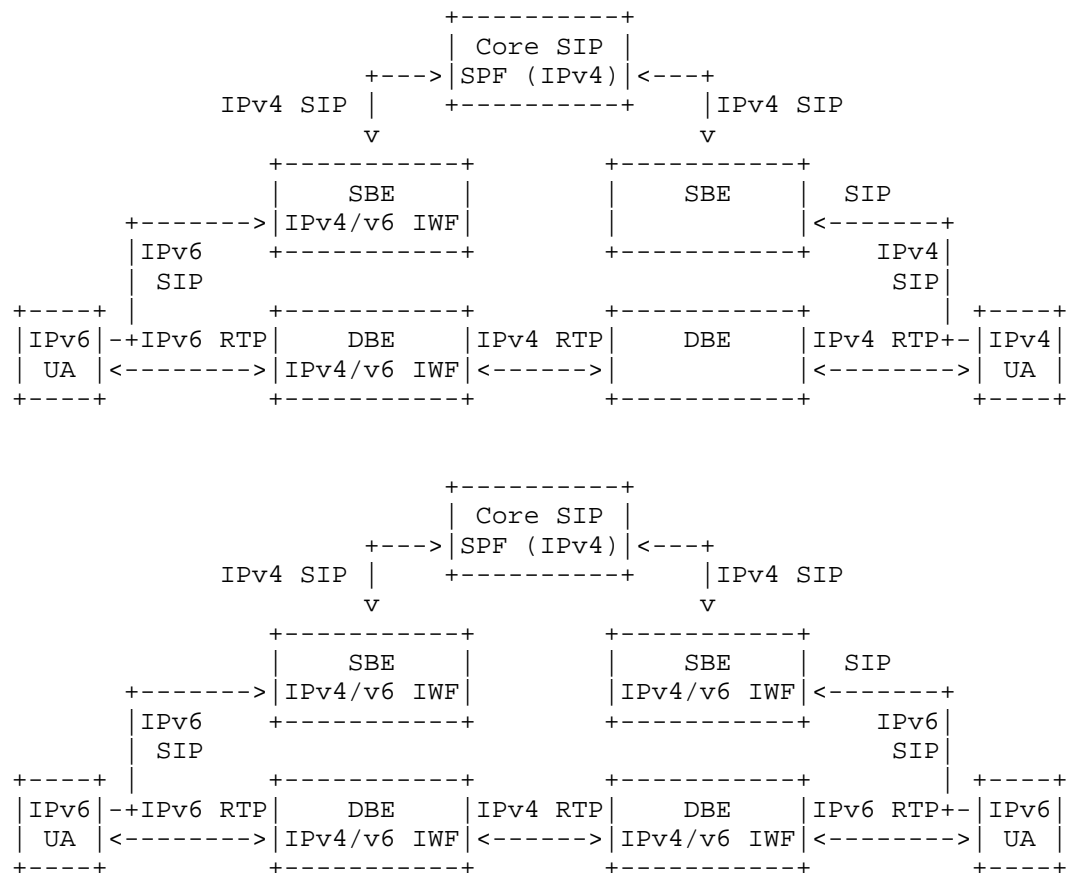 Core SIP
SPF (IPv4)
IPv4 SIP IPv4 SIP
v v
SBE SBE SIP
IPv4/v6 IWF
IPv6 IPv4
SIP SIP
IPv6 IPv6 RTP DBE IPv4 RTP DBE IPv4 RTP IPv4
UA IPv4/v6 IWF UA
Core SIP
SPF (IPv4)
IPv4 SIP IPv4 SIP
v v
SBE SBE SIP
IPv4/v6 IWF IPv4/v6 IWF
IPv6 IPv6
SIP SIP
IPv6 IPv6 RTP DBE IPv4 RTP DBE IPv6 RTP IPv6
UA IPv4/v6 IWF IPv4/v6 IWF UA